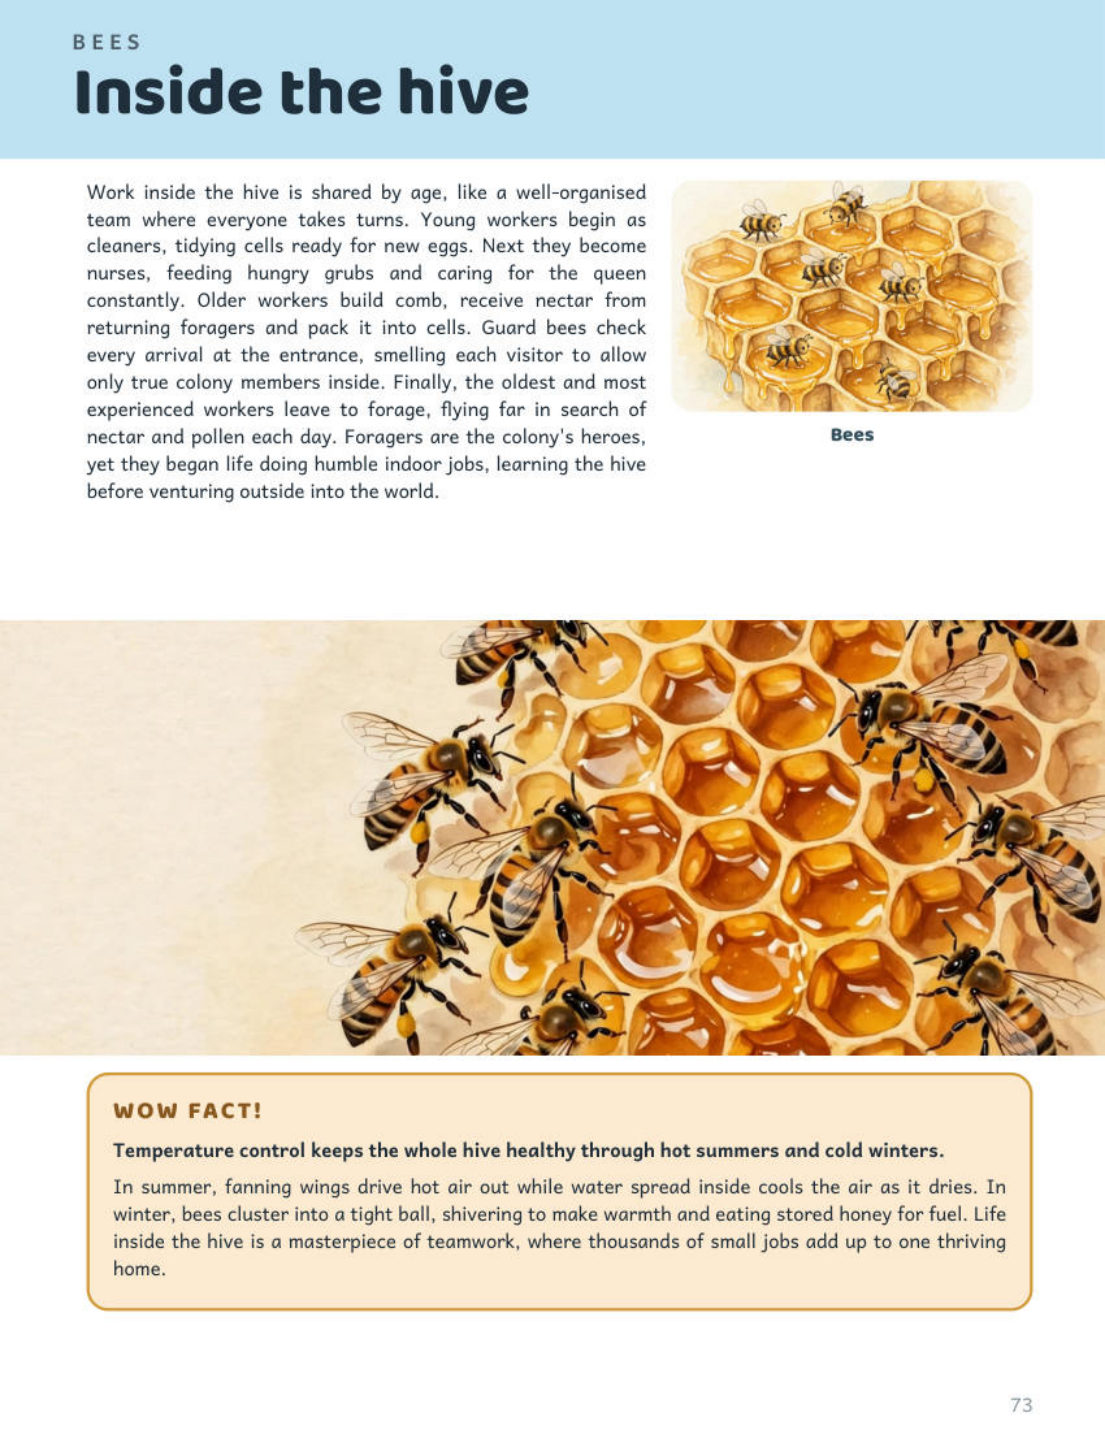 BEES
Inside the hive
Work inside the hive is shared by age, like a well-organised
team where everyone takes turns. Young workers begin as
cleaners, tidying cells ready for new eggs. Next they become
nurses, feeding hungry grubs and caring for the queen
constantly. Older workers build comb, receive nectar from
returning foragers and pack it into cells. Guard bees check
every arrival at the entrance, smelling each visitor to allow
only true colony members inside. Finally, the oldest and most
experienced workers leave to forage, flying far in search of
nectar and pollen each day. Foragers are the colony's heroes,
yet they began life doing humble indoor jobs, learning the hive
before venturing outside into the world.
Bees
WOW FACT!
Temperature control keeps the whole hive healthy through hot summers and cold winters.
In summer, fanning wings drive hot air out while water spread inside cools the air as it dries. In
winter, bees cluster into a tight ball, shivering to make warmth and eating stored honey for fuel. Life
inside the hive is a masterpiece of teamwork, where thousands of small jobs add up to one thriving
home.
73